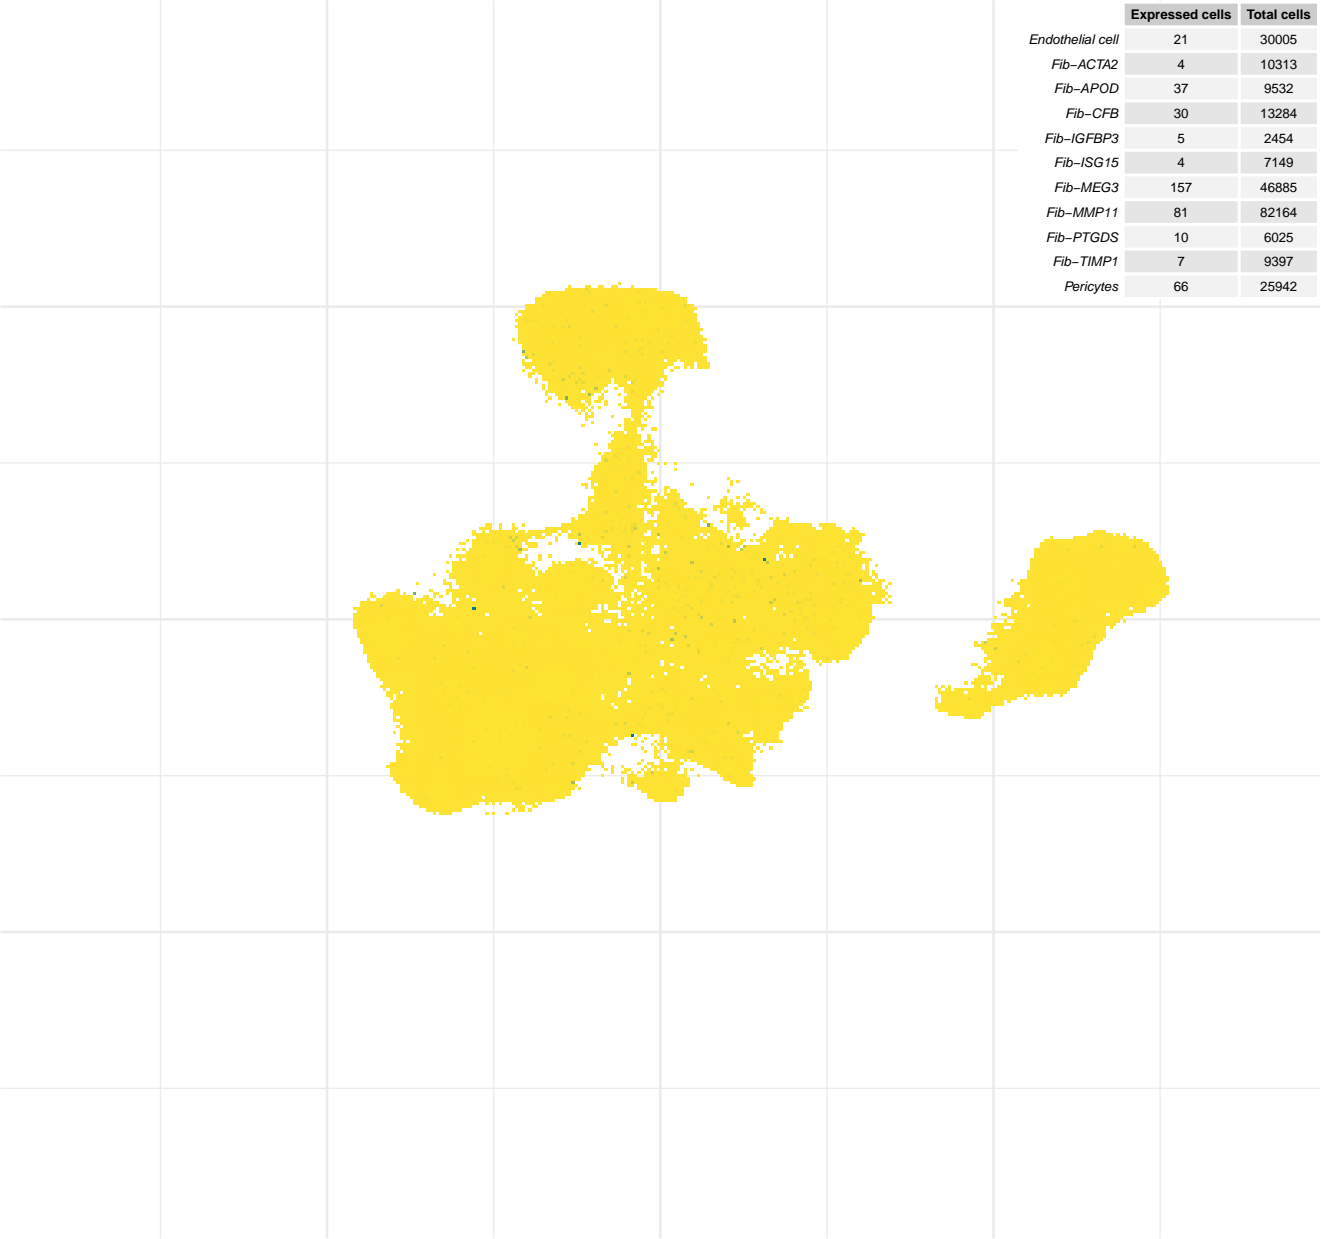 Expressed cells Total cells
Endothelial cell 21 30005
Fib−ACTA2 4 10313
Fib−APOD 37 9532
Fib−CFB 30 13284
Fib−IGFBP3 5 2454
Fib−ISG15 4 7149
Fib−MEG3 157 46885
Fib−MMP11 81 82164
Fib−PTGDS 10 6025
Fib−TIMP1 7 9397
Pericytes 66 25942